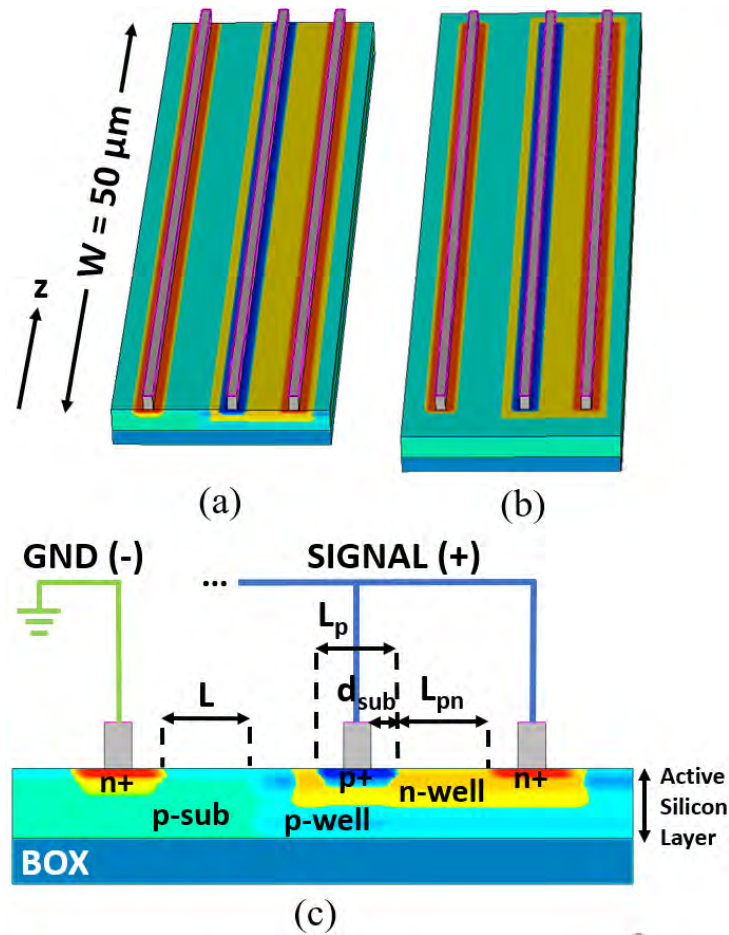 W = 50 μm
z
(a)
(b)
GND (-)
SIGNAL (+)
...
Lp
L
dsub
Lpn
n+
p+
n+
n-well
p-sub
p-well
Active
Silicon
Layer
BOX
(c)